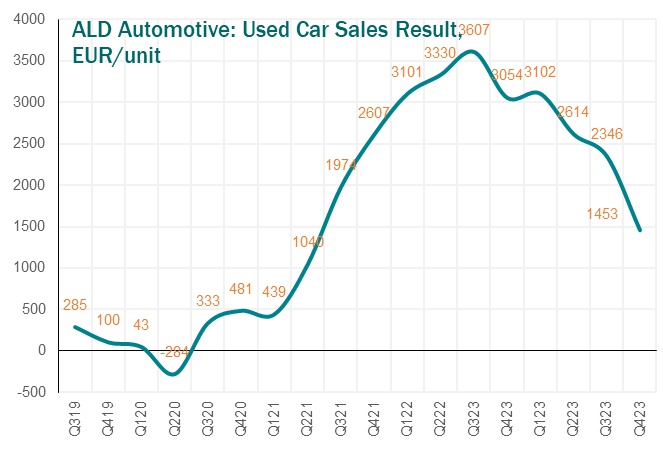 ALD Automotive: Used Car Sales Result,
EUR/unit
4000
3500
3000
2500
2000
1500
1000
500
0
-500
285
100
43
-284
333
481
439
1040
1974
2607
3101
3330
3607
3054
3102
2614
2346
1453
Q319
Q419
Q120
Q220
Q320
Q420
Q121
Q221
Q321
Q421
Q122
Q222
Q323
Q423
Q123
Q223
Q323
Q423